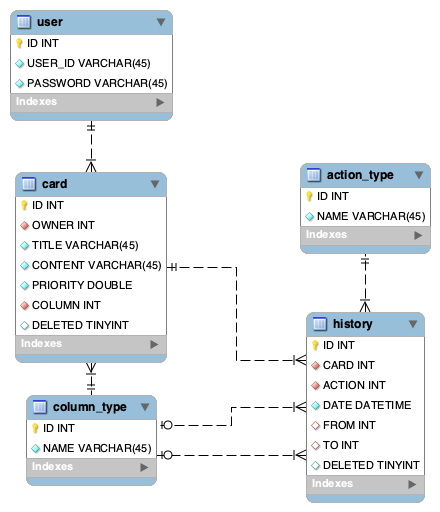 user
ID INT
USER_ID VARCHAR(45)
PASSWORD VARCHAR(45)
Indexes
card
ID INT
OWNER INT
TITLE VARCHAR(45)
CONTENT VARCHAR(45)
PRIORITY DOUBLE
COLUMN INT
DELETED TINYINT
Indexes
action_type
ID INT
NAME VARCHAR(45)
Indexes
column_type
ID INT
NAME VARCHAR(45)
Indexes
history
ID INT
CARD INT
ACTION INT
DATE DATETIME
FROM INT
TO INT
DELETED TINYINT
Indexes